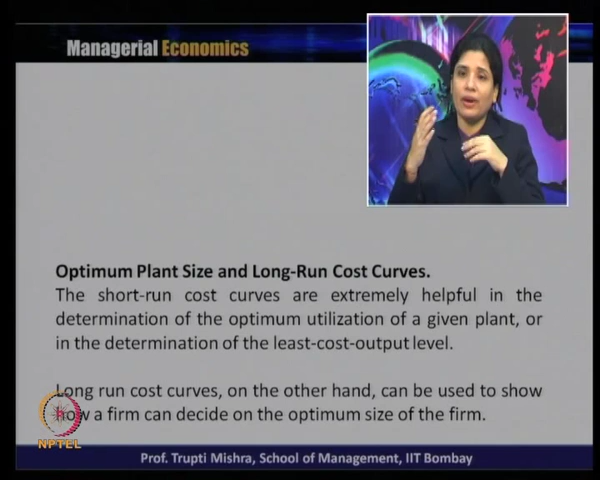 Managerial Economics
Optimum Plant Size and Long-Run Cost Curves.
The short-run cost curves are extremely helpful in the
determination of the optimum utilization of a given plant, or
in the determination of the least-cost-output level.
Long run cost curves, on the other hand, can be used to show
how a firm can decide on the optimum size of the firm.
NPTEL
Prof. Trupti Mishra, School of Management, IIT Bombay